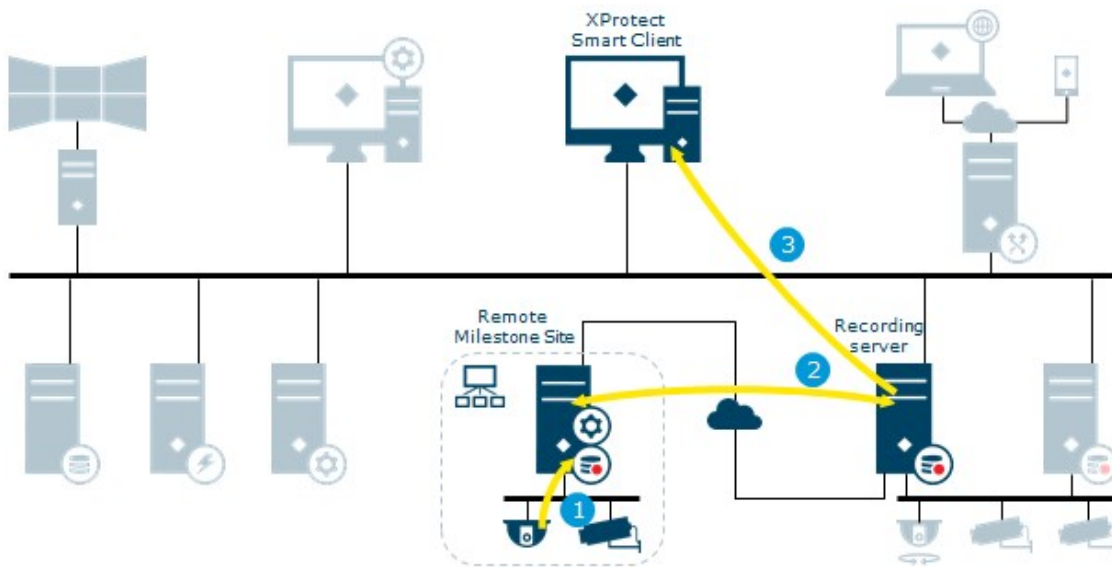 XProtect
Smart Client
3
Remote
Milestone Site
Recording
server
2
1